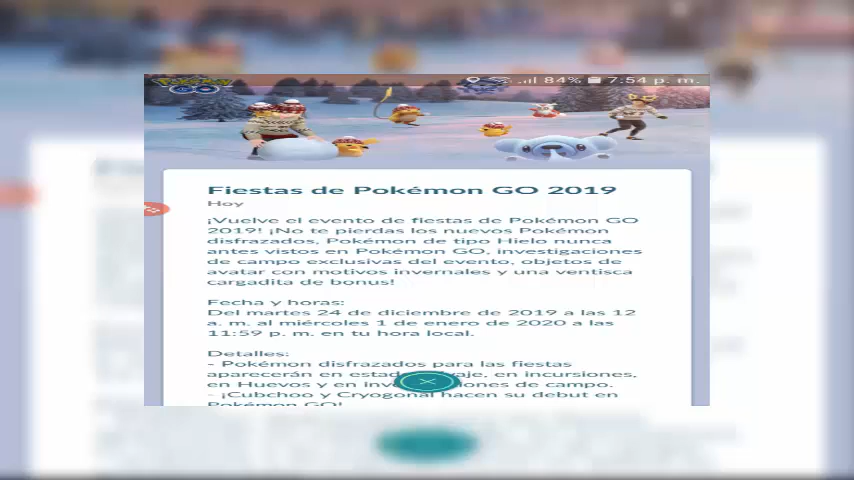 Pokémon GO
84% 7:54 p. m.
Fiestas de Pokémon GO 2019
Hoy
¡Vuelve el evento de fiestas de Pokémon GO
2019! ¡No te pierdas los nuevos Pokémon
disfrazados, Pokémon de tipo Hielo nunca
antes vistos en Pokémon GO, investigaciones
de campo exclusivas del evento, objetos de
avatar con motivos invernales y una ventisca
cargadita de bonus!
Fecha y horas:
Del martes 24 de diciembre de 2019 a las 12
a. m. al miércoles 1 de enero de 2020 a las
11:59 p. m. en tu hora local.
Detalles:
- Pokémon disfrazados para las fiestas
aparecerán en estado, en incursiones,
en Huevos y en campo.
- ¡Cubchoo y Cryogonal hacen su debut en
Pokémon GO!